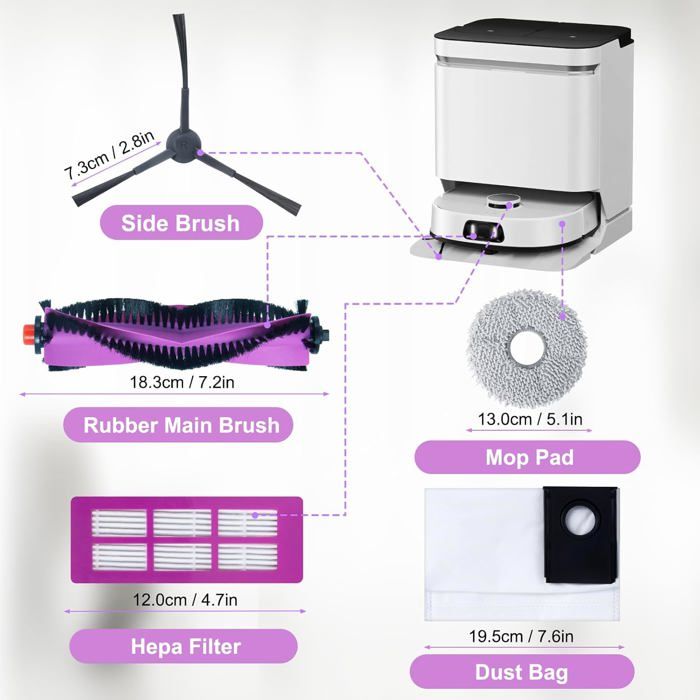 7.3cm / 2.8in
R
Side Brush
18.3cm / 7.2in
Rubber Main Brush
13.0cm / 5.1in
Mop Pad
12.0cm / 4.7in
Hepa Filter
19.5cm / 7.6in
Dust Bag